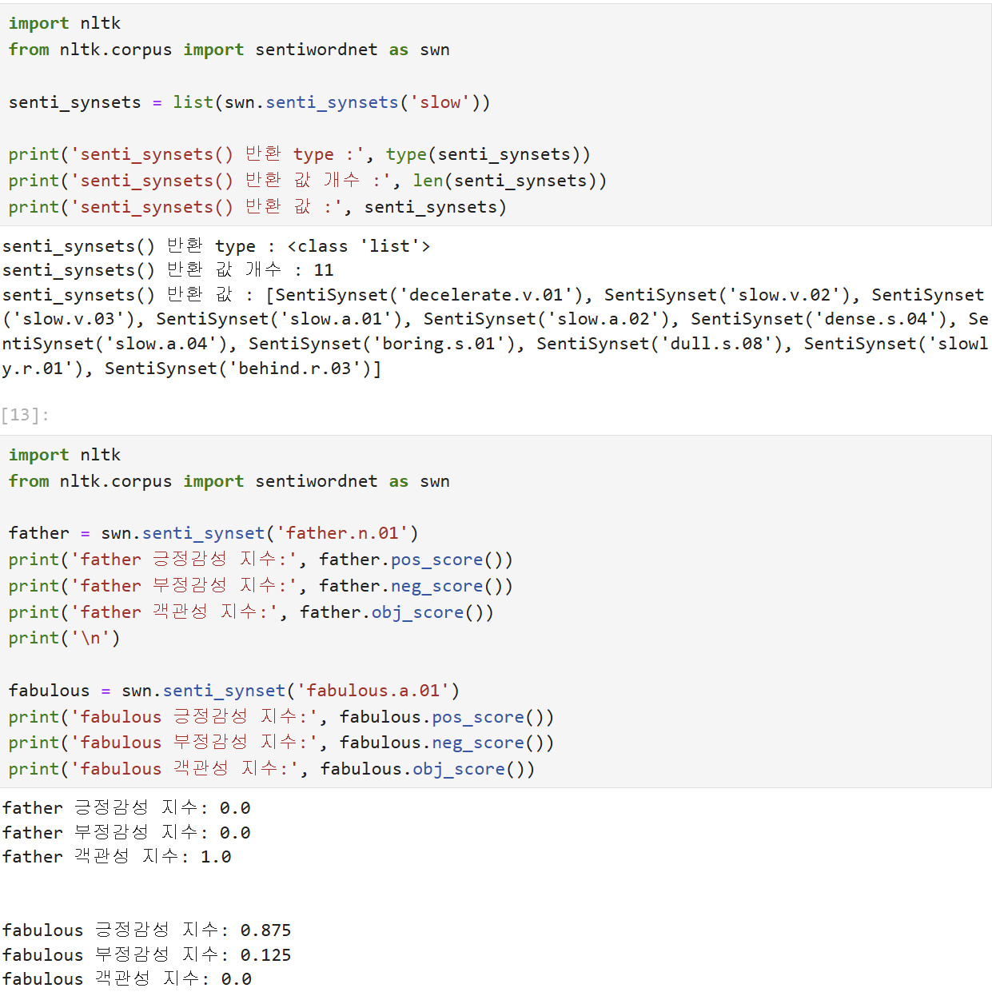 import nltk
from nltk.corpus import sentiwordnet as swn
senti_synsets = list(swn.senti_synsets('slow'))
print('senti_synsets() 반환 type :', type(senti_synsets))
print('senti_synsets() 반환 값 개수 :', len(senti_synsets))
print('senti_synsets() 반환 값 :', senti_synsets)
senti_synsets() 반환 type : <class 'list'>
senti_synsets() 반환 값 개수 : 11
senti_synsets() 반환 값 : [SentiSynset('decelerate.v.01'), SentiSynset('slow.v.02'), SentiSynset
('slow.v.03'), SentiSynset('slow.a.01'), SentiSynset('slow.a.02'), SentiSynset('dense.s.04'), Se
ntiSynset('slow.a.04'), SentiSynset('boring.s.01'), SentiSynset('dull.s.08'), SentiSynset('slowl
y.r.01'), SentiSynset('behind.r.03')]
[13]:
import nltk
from nltk.corpus import sentiwordnet as swn
father = swn.senti_synset('father.n.01')
print('father 긍정감성 지수:', father.pos_score())
print('father 부정감성 지수:', father.neg_score())
print('father 객관성 지수:', father.obj_score())
print('\n')
fabulous = swn.senti_synset('fabulous.a.01')
print('fabulous 긍정감성 지수:', fabulous.pos_score())
print('fabulous 부정감성 지수:', fabulous.neg_score())
print('fabulous 객관성 지수:', fabulous.obj_score())
father 긍정감성 지수: 0.0
father 부정감성 지수: 0.0
father 객관성 지수: 1.0
fabulous 긍정감성 지수: 0.875
fabulous 부정감성 지수: 0.125
fabulous 객관성 지수: 0.0